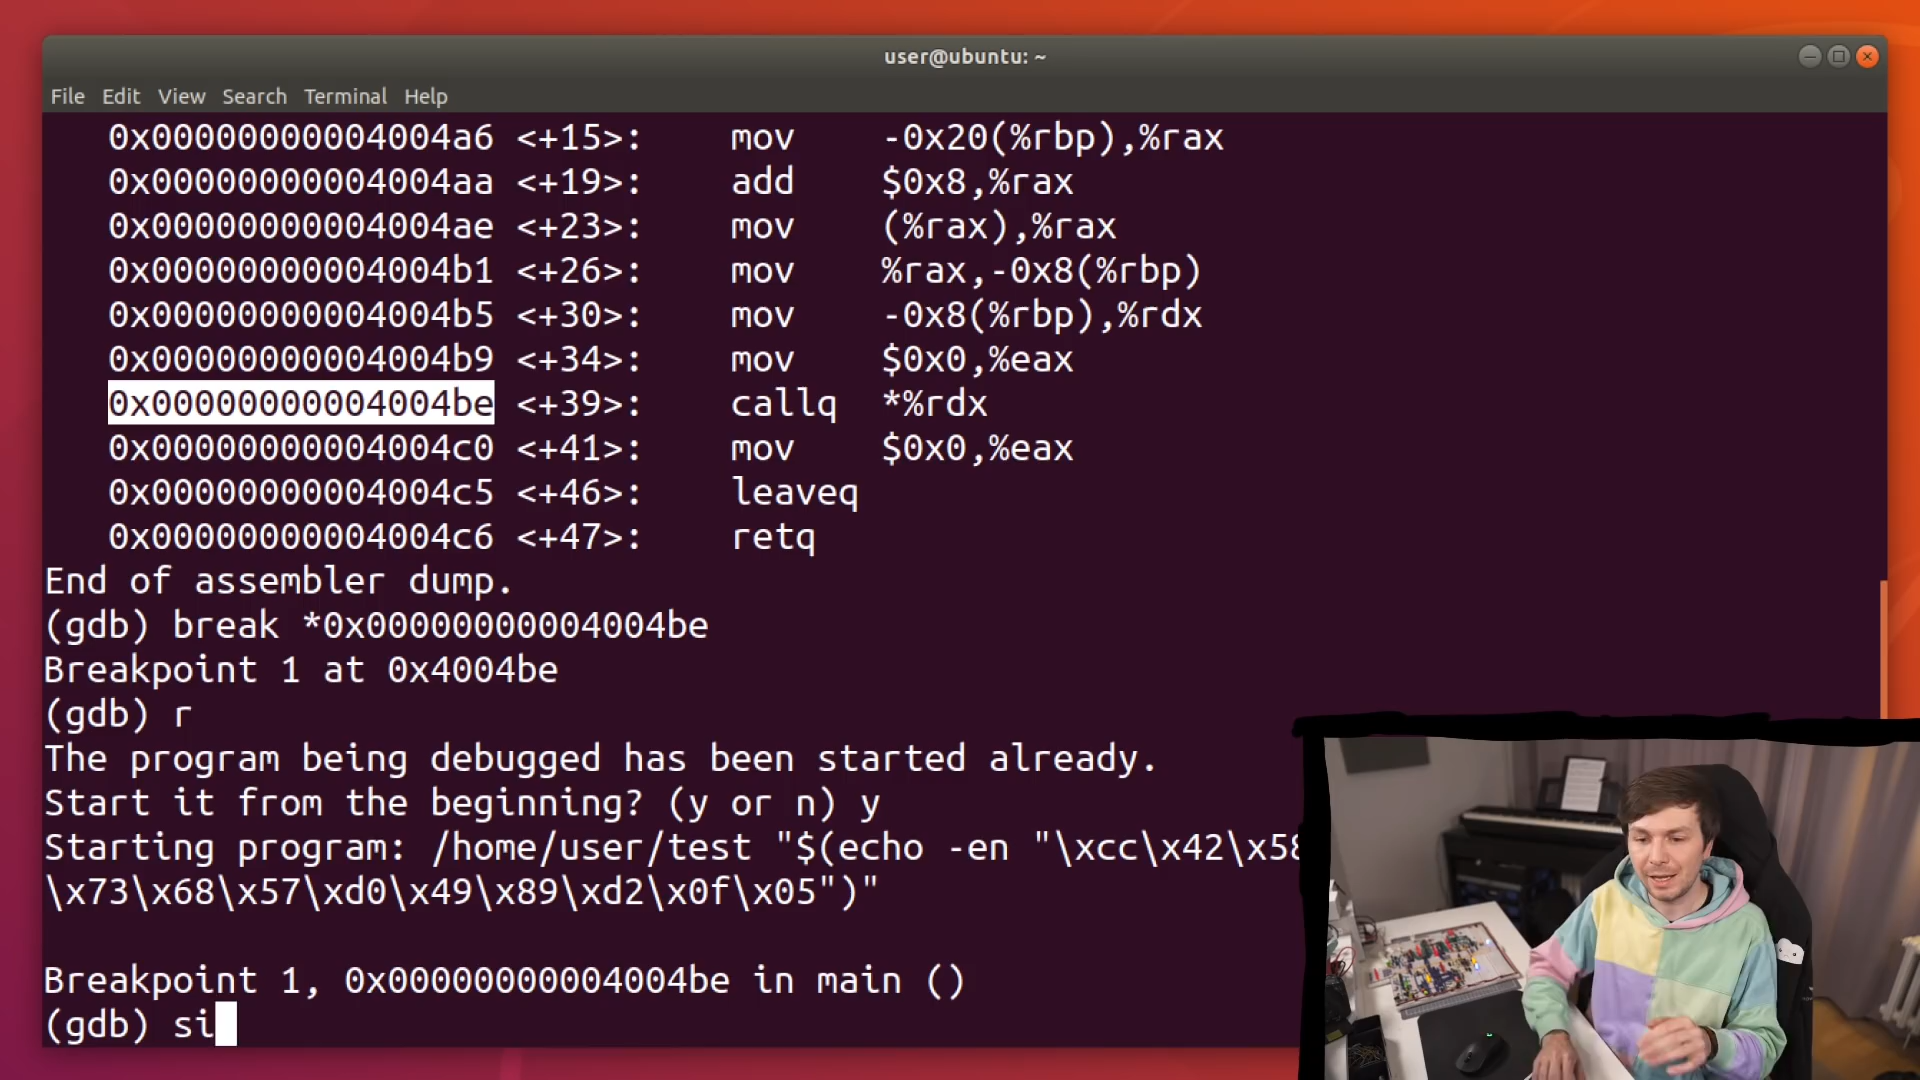 user@ubuntu: ~
File Edit View Search Terminal Help
0x00000000004004a6 <+15>: mov -0x20(%rbp),%rax
0x00000000004004aa <+19>: add $0x8,%rax
0x00000000004004ae <+23>: mov (%rax),%rax
0x00000000004004b1 <+26>: mov %rax,-0x8(%rbp)
0x00000000004004b5 <+30>: mov -0x8(%rbp),%rdx
0x00000000004004b9 <+34>: mov $0x0,%eax
0x00000000004004be <+39>: callq *%rdx
0x00000000004004c0 <+41>: mov $0x0,%eax
0x00000000004004c5 <+46>: leaveq
0x00000000004004c6 <+47>: retq
End of assembler dump.
(gdb) break *0x00000000004004be
Breakpoint 1 at 0x4004be
(gdb) r
The program being debugged has been started already.
Start it from the beginning? (y or n) y
Starting program: /home/user/test "$(echo -en "\xcc\x42\x58
\x73\x68\x57\xd0\x49\x89\xd2\x0f\x05")"
Breakpoint 1, 0x00000000004004be in main ()
(gdb) si